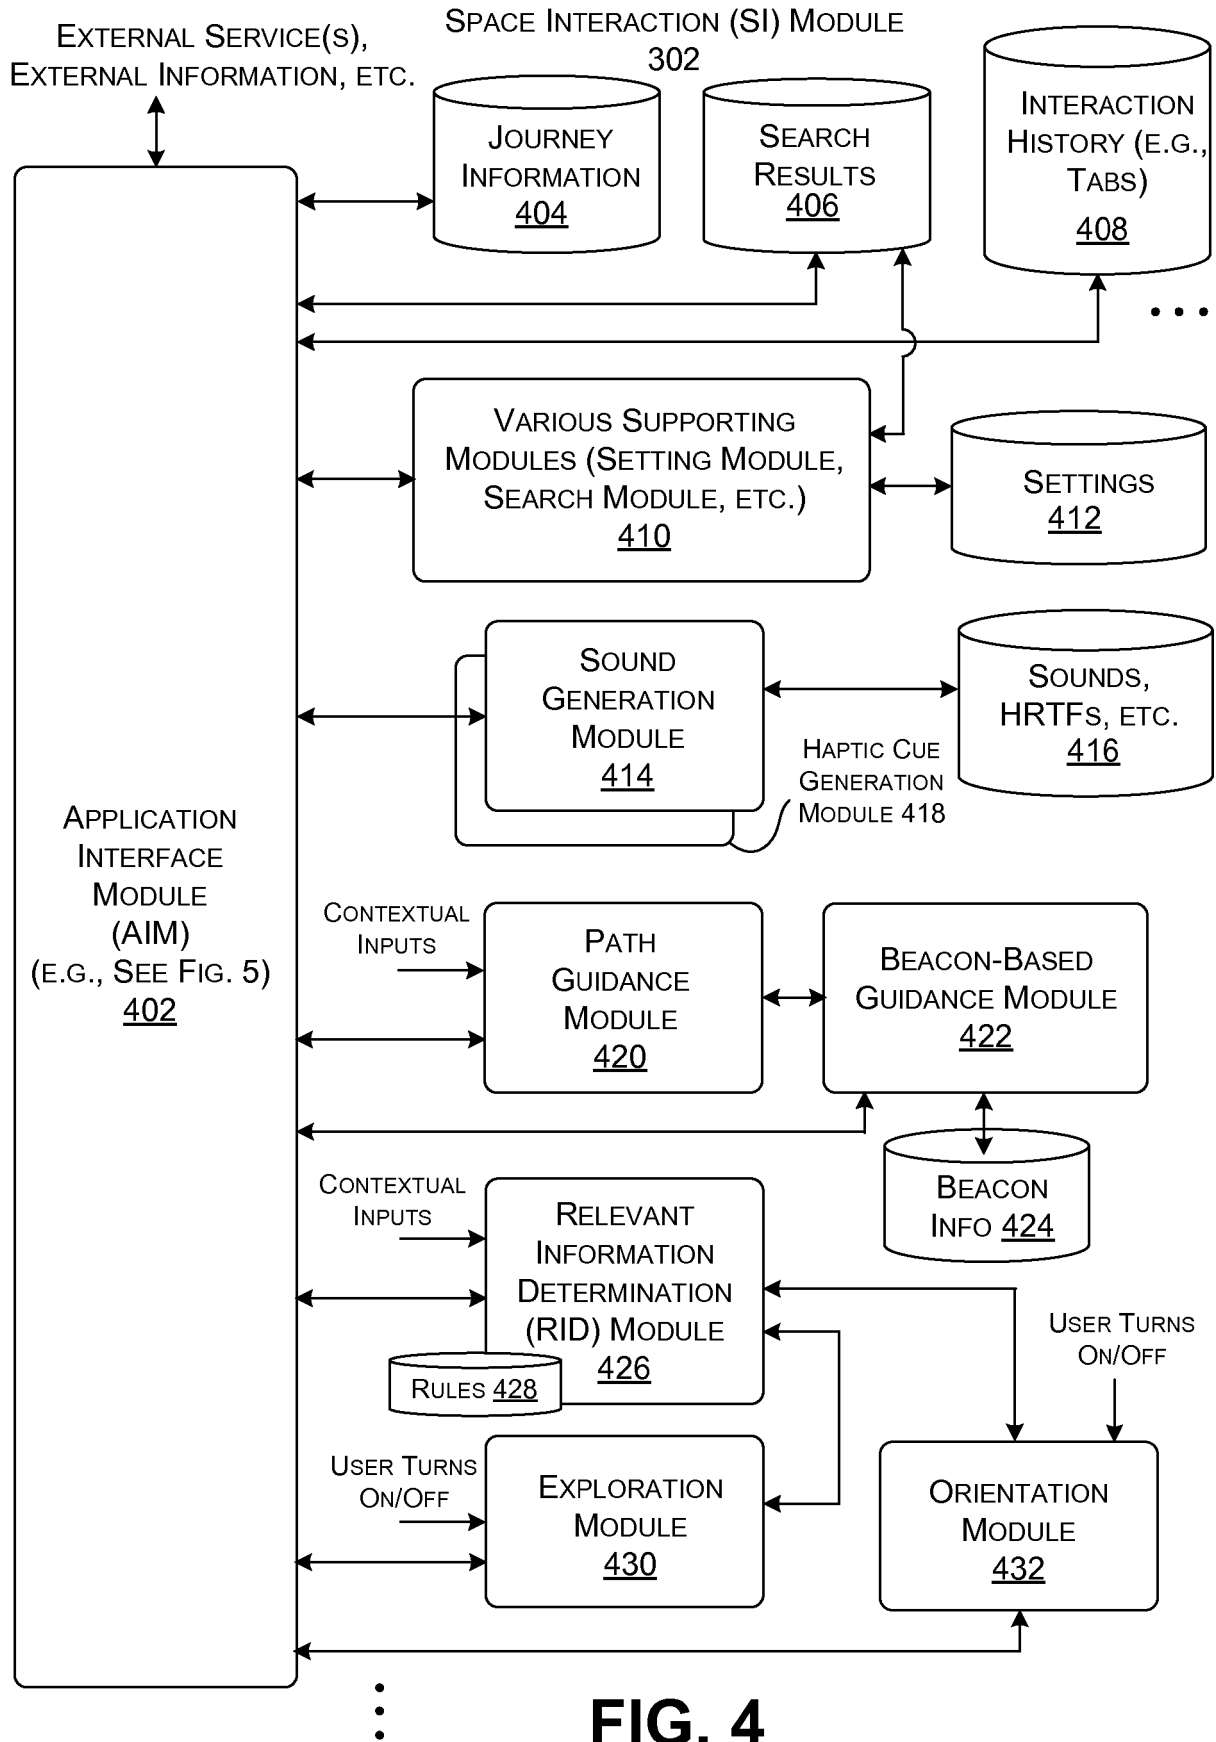 EXTERNAL SERVICE(S),
EXTERNAL INFORMATION, ETC.
SPACE INTERACTION (SI) MODULE
302
JOURNEY
INFORMATION
404
SEARCH
RESULTS
406
INTERACTION
HISTORY (E.G.,
TABS)
408
• • •
VARIOUS SUPPORTING
MODULES (SETTING MODULE,
SEARCH MODULE, ETC.)
410
SETTINGS
412
SOUND
GENERATION
MODULE
414
SOUNDS,
HRTFS, ETC.
416
HAPTIC CUE
GENERATION
MODULE 418
APPLICATION
INTERFACE
MODULE
(AIM)
(E.G., SEE FIG. 5)
402
CONTEXTUAL
INPUTS
PATH
GUIDANCE
MODULE
420
BEACON-BASED
GUIDANCE MODULE
422
BEACON
INFO 424
CONTEXTUAL
INPUTS
RELEVANT
INFORMATION
DETERMINATION
(RID) MODULE
426
RULES 428
USER TURNS
ON/OFF
USER TURNS
ON/OFF
EXPLORATION
MODULE
430
ORIENTATION
MODULE
432
FIG. 4